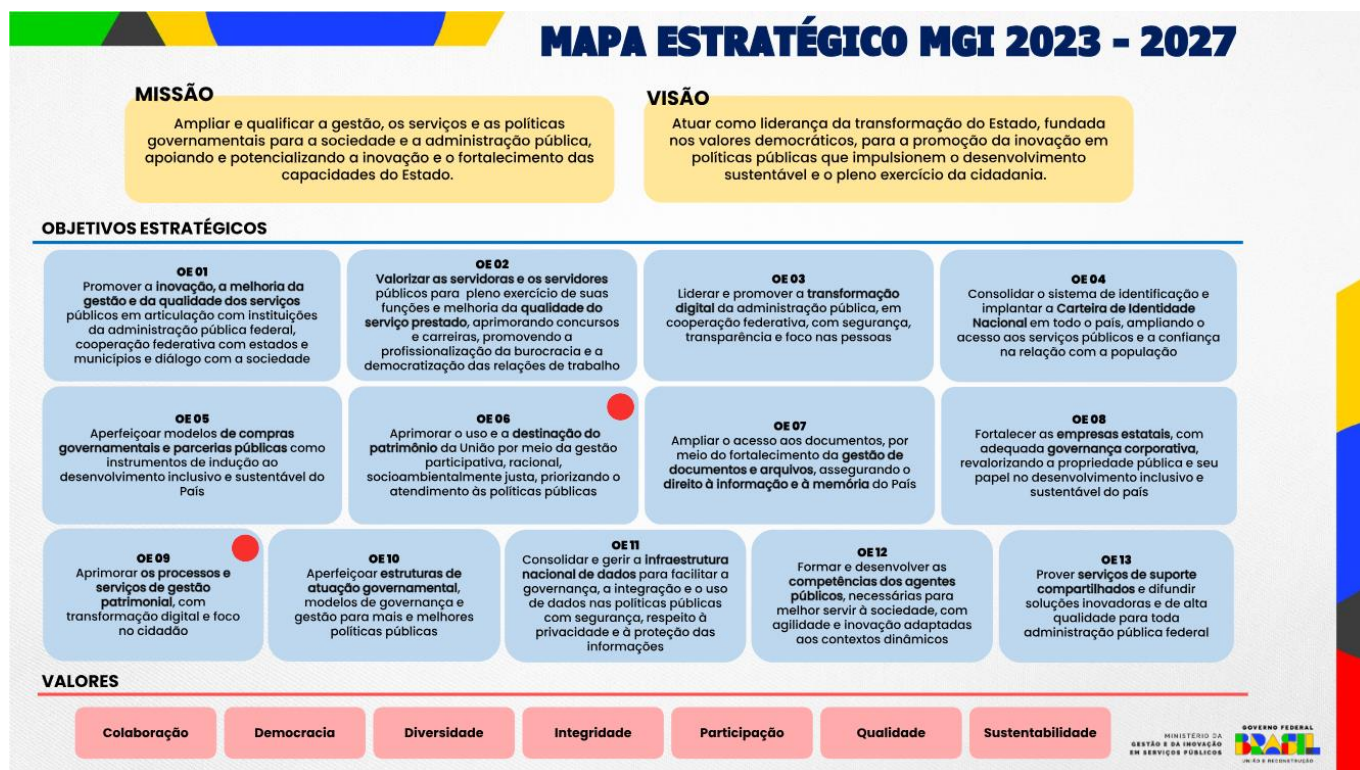 MAPA ESTRATÉGICO MGI 2023 - 2027
MISSÃO
Ampliar e qualificar a gestão, os serviços e as políticas
governamentais para a sociedade e a administração pública,
apoiando e potencializando a inovação e o fortalecimento das
capacidades do Estado.
VISÃO
Atuar como liderança da transformação do Estado, fundada
nos valores democráticos, para a promoção da inovação em
políticas públicas que impulsionem o desenvolvimento
sustentável e o pleno exercício da cidadania.
OBJETIVOS ESTRATÉGICOS
OE 01
Promover a inovação, a melhoria da
gestão e da qualidade dos serviços
públicos em articulação com instituições
da administração pública federal,
cooperação federativa com estados e
municípios e diálogo com a sociedade
OE 02
Valorizar as servidoras e os servidores
públicos para pleno exercício de suas
funções e melhoria da qualidade do
serviço prestado, aprimorando concursos
e carreiras, promovendo a
profissionalização da burocracia e a
democratização das relações de trabalho
OE 03
Liderar e promover a transformação
digital da administração pública, em
cooperação federativa, com segurança,
transparência e foco nas pessoas
OE 04
Consolidar o sistema de identificação e
implantar a Carteira de Identidade
Nacional em todo o país, ampliando o
acesso aos serviços públicos e a confiança
na relação com a população
OE 05
Aperfeiçoar modelos de compras
governamentais e parcerias públicas como
instrumentos de indução ao
desenvolvimento inclusivo e sustentável do
País
OE 06
Aprimorar o uso e a destinação do
patrimônio da União por meio da gestão
participativa, racional,
socioambientalmente justa, priorizando o
atendimento às políticas públicas
OE 07
Ampliar o acesso aos documentos, por
meio do fortalecimento da gestão de
documentos e arquivos, assegurando o
direito à informação e à memória do País
OE 08
Fortalecer as empresas estatais, com
adequada governança corporativa,
revalorizando a propriedade pública e seu
papel no desenvolvimento inclusivo e
sustentável do país
OE 09
Aprimorar os processos e
serviços de gestão
patrimonial, com
transformação digital e foco
no cidadão
OE 10
Aperfeiçoar estruturas de
atuação governamental,
modelos de governança e
gestão para mais e melhores
políticas públicas
OE 11
Consolidar e gerir a infraestrutura
nacional de dados para facilitar a
governança, a integração e o uso
de dados nas políticas públicas
com segurança, respeito à
privacidade e à proteção das
informações
OE 12
Formar e desenvolver as
competências dos agentes
públicos, necessárias para
melhor servir à sociedade, com
agilidade e inovação adaptadas
aos contextos dinâmicos
OE 13
Prover serviços de suporte
compartilhados e difundir
soluções inovadoras e de alta
qualidade para toda
administração pública federal
VALORES
Colaboração
Democracia
Diversidade
Integridade
Participação
Qualidade
Sustentabilidade
MINISTÉRIO DA
GESTÃO E DA INOVAÇÃO
EM SERVIÇOS PÚBLICOS
GOVERNO FEDERAL
BRASIL
UNIÃO E RECONSTRUÇÃO